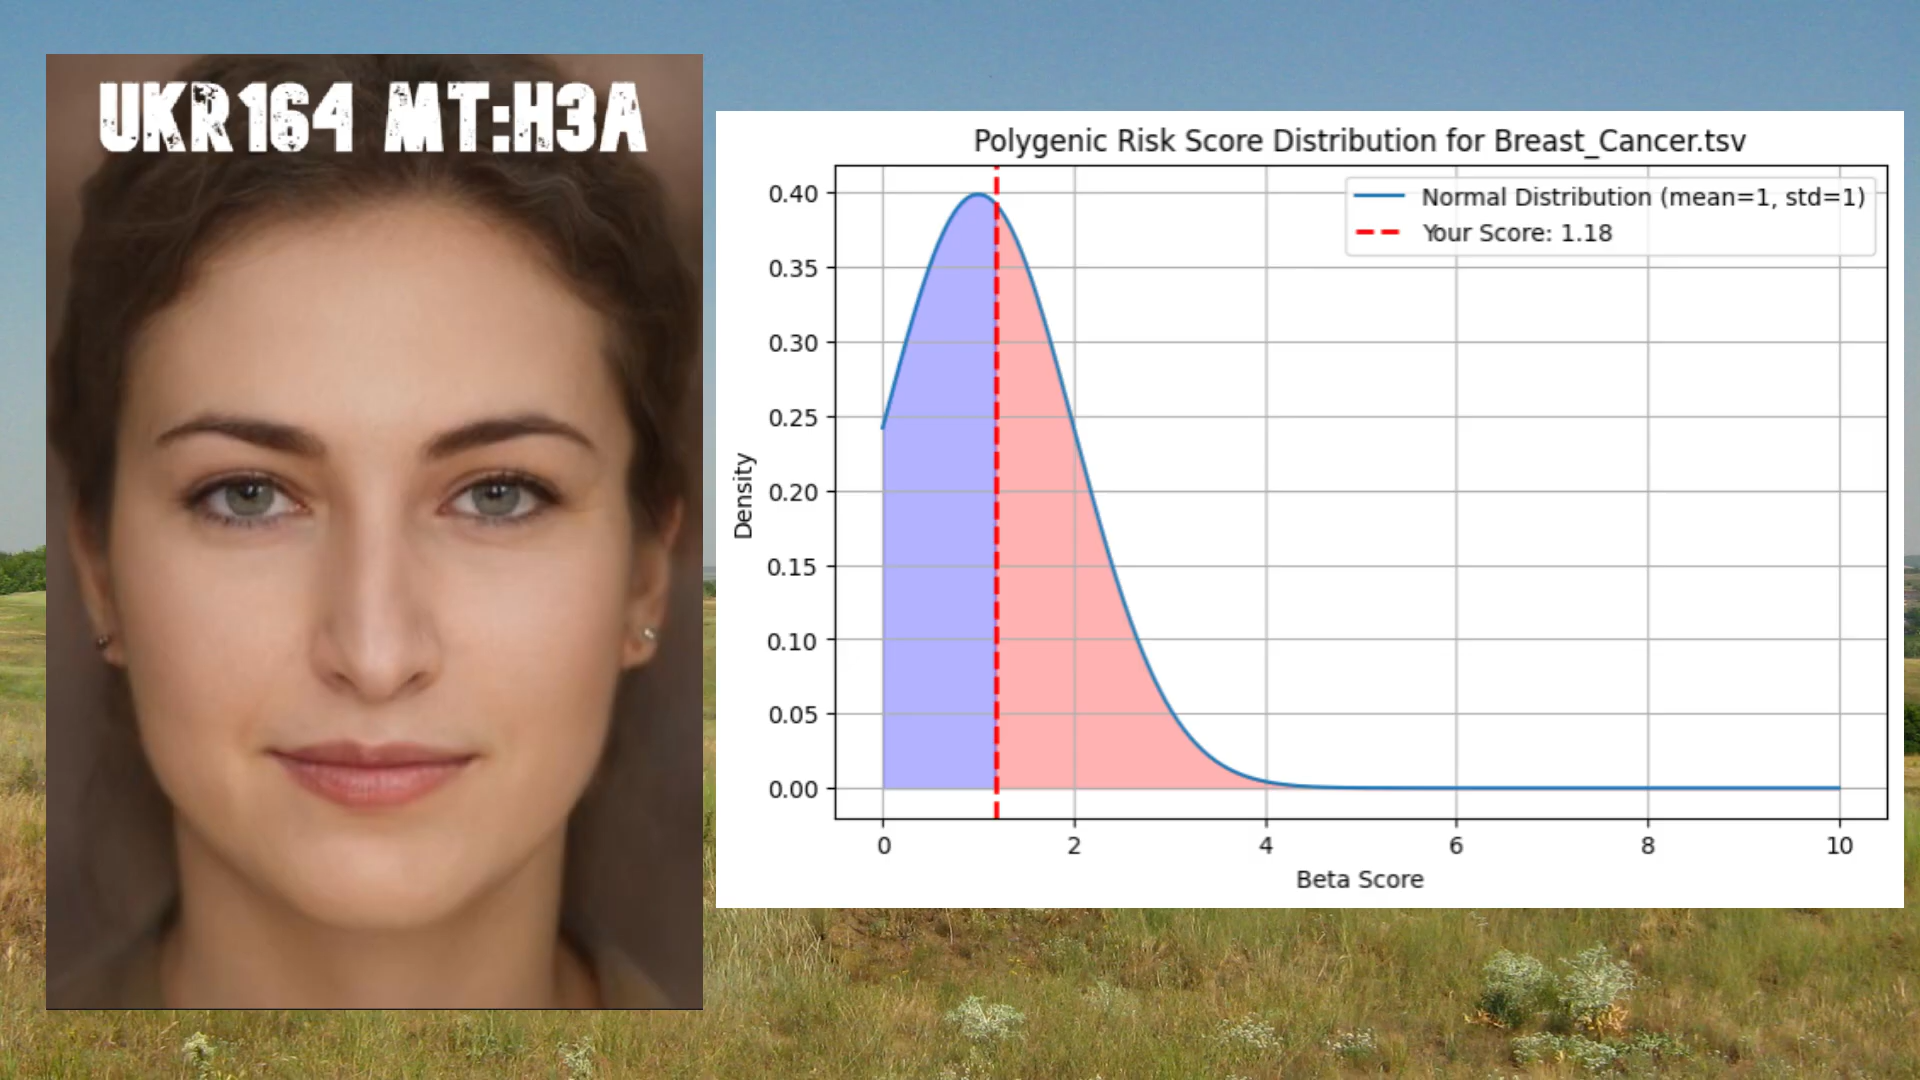 UKR164 MT:H3A
Polygenic Risk Score Distribution for Breast_Cancer.tsv
Normal Distribution (mean=1, std=1)
Your Score: 1.18
0.40
0.35
0.30
0.25
0.20
0.15
0.10
0.05
0.00
Density
0 2 4 6 8 10
Beta Score